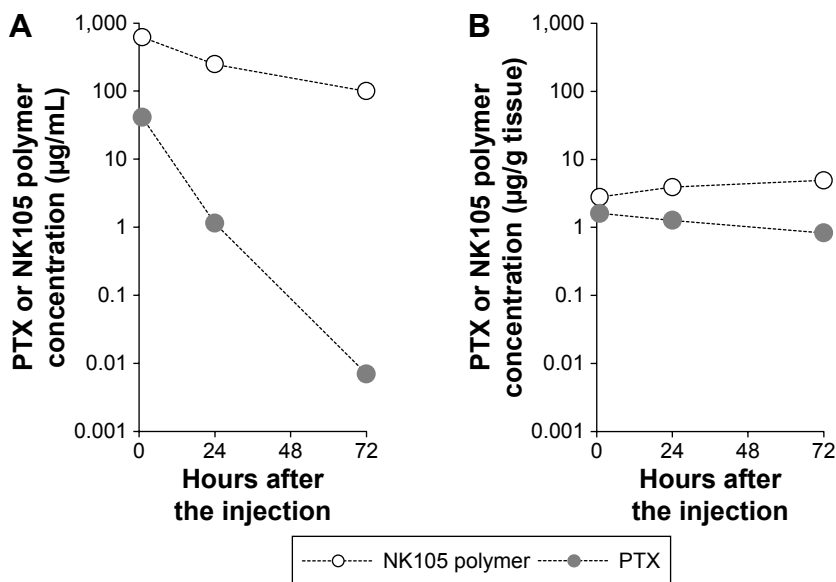 A
PTX or NK105 polymer
concentration (µg/mL)
1,000
100
10
1
0.1
0.01
0.001
0 24 48 72
Hours after
the injection
B
PTX or NK105 polymer
concentration (µg/g tissue)
1,000
100
10
1
0.1
0.01
0.001
0 24 48 72
Hours after
the injection
NK105 polymer PTX